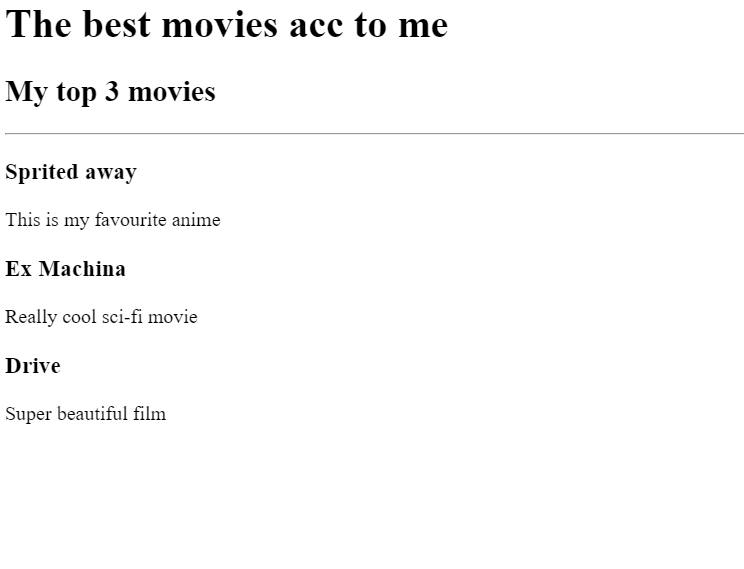 The best movies acc to me
My top 3 movies
Sprited away
This is my favourite anime
Ex Machina
Really cool sci-fi movie
Drive
Super beautiful film